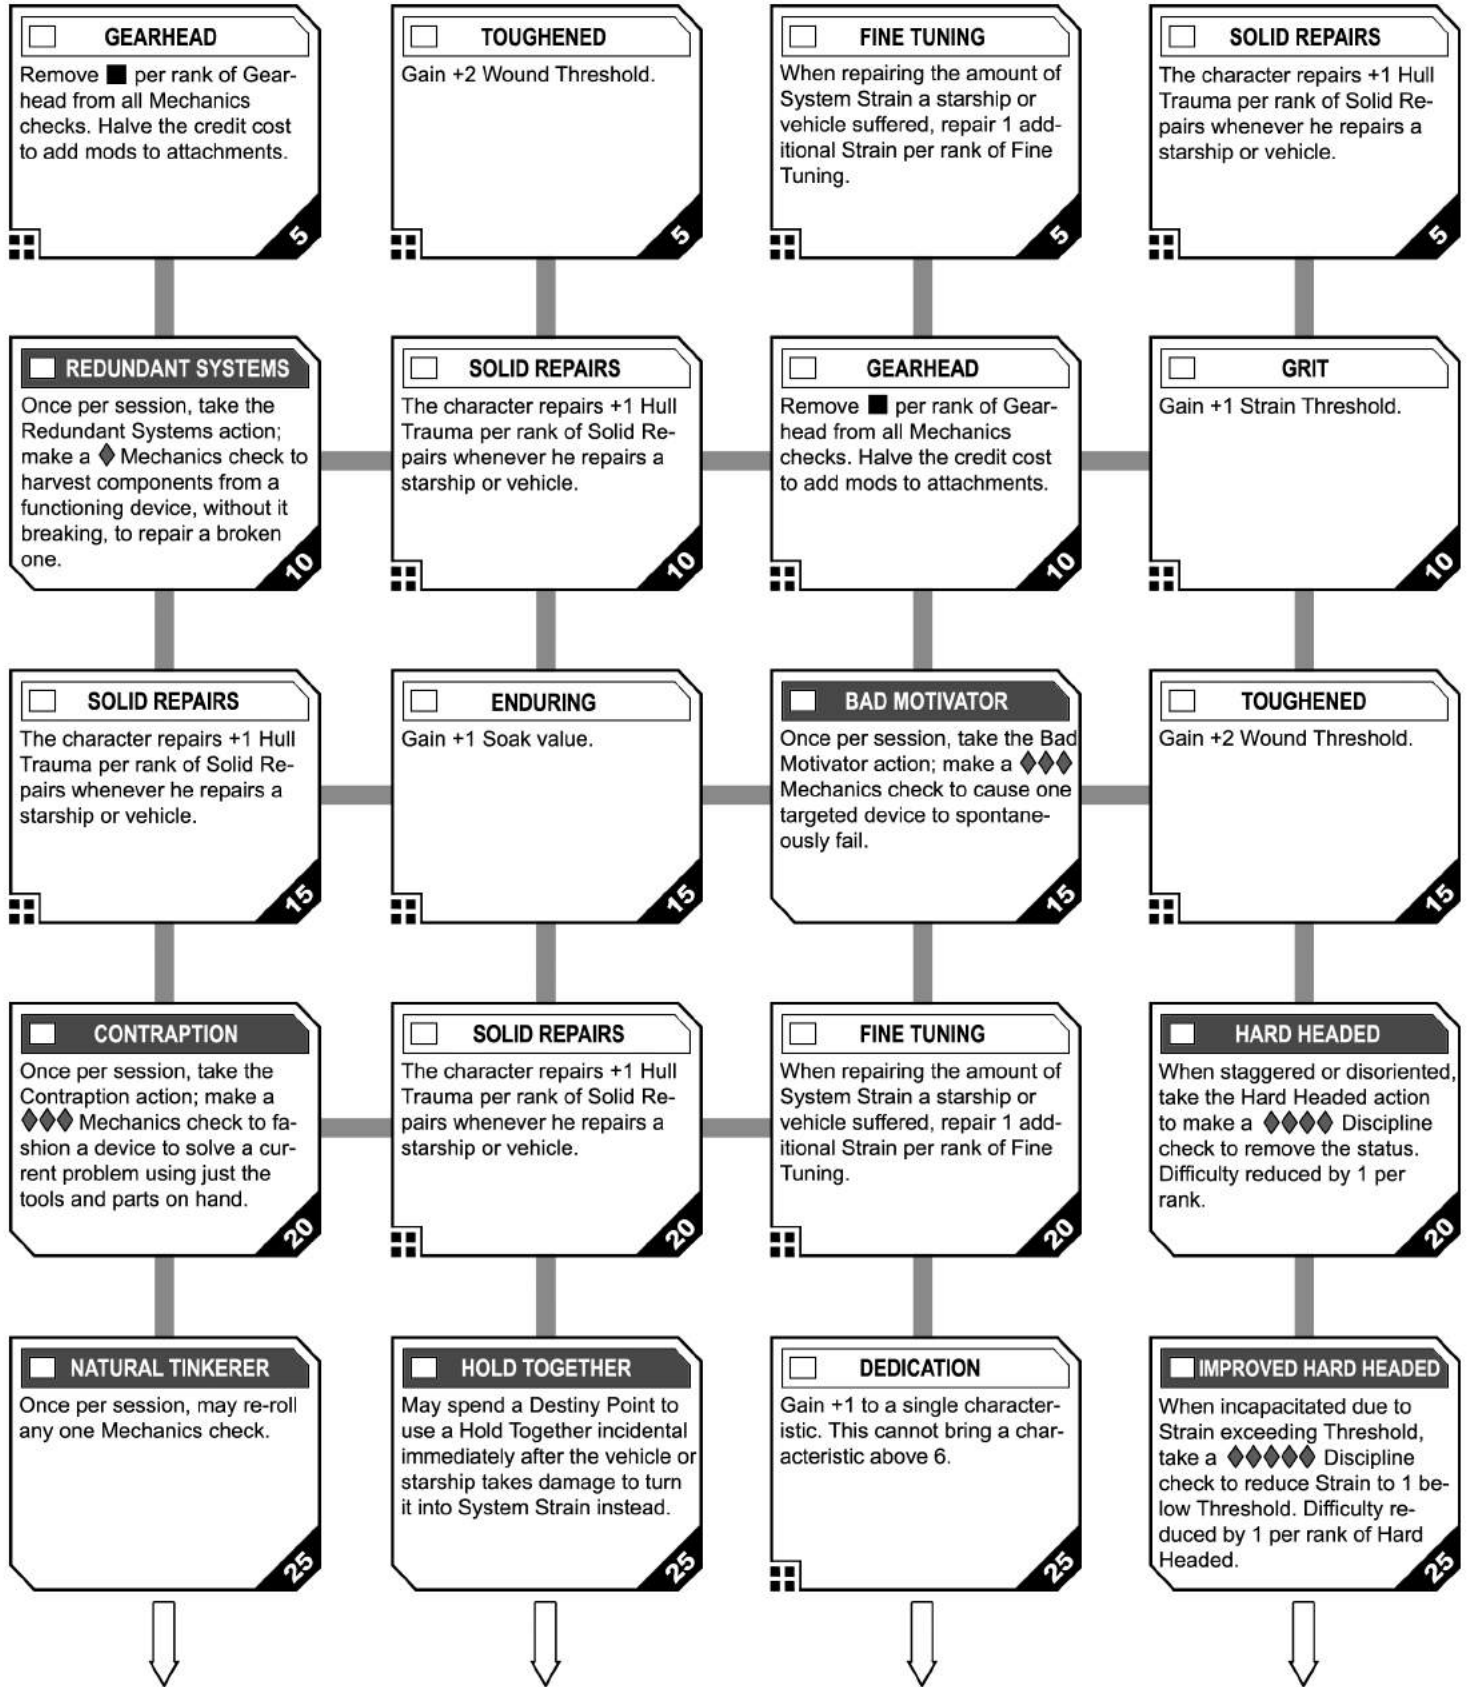 GEARHEAD
Remove ■ per rank of Gear-
head from all Mechanics
checks. Halve the credit cost
to add mods to attachments.
5
TOUGHENED
Gain +2 Wound Threshold.
5
FINE TUNING
When repairing the amount of
System Strain a starship or
vehicle suffered, repair 1 add-
itional Strain per rank of Fine
Tuning.
5
SOLID REPAIRS
The character repairs +1 Hull
Trauma per rank of Solid Re-
pairs whenever he repairs a
starship or vehicle.
5
REDUNDANT SYSTEMS
Once per session, take the
Redundant Systems action;
make a ♦ Mechanics check to
harvest components from a
functioning device, without it
breaking, to repair a broken
one.
10
SOLID REPAIRS
The character repairs +1 Hull
Trauma per rank of Solid Re-
pairs whenever he repairs a
starship or vehicle.
10
GEARHEAD
Remove ■ per rank of Gear-
head from all Mechanics
checks. Halve the credit cost
to add mods to attachments.
10
GRIT
Gain +1 Strain Threshold.
10
SOLID REPAIRS
The character repairs +1 Hull
Trauma per rank of Solid Re-
pairs whenever he repairs a
starship or vehicle.
15
ENDURING
Gain +1 Soak value.
15
BAD MOTIVATOR
Once per session, take the Bad
Motivator action; make a ♦♦♦
Mechanics check to cause one
targeted device to spontane-
ously fail.
15
TOUGHENED
Gain +2 Wound Threshold.
15
CONTRAPTION
Once per session, take the
Contraption action; make a
♦♦♦ Mechanics check to fa-
shion a device to solve a cur-
rent problem using just the
tools and parts on hand.
20
SOLID REPAIRS
The character repairs +1 Hull
Trauma per rank of Solid Re-
pairs whenever he repairs a
starship or vehicle.
20
FINE TUNING
When repairing the amount of
System Strain a starship or
vehicle suffered, repair 1 add-
itional Strain per rank of Fine
Tuning.
20
HARD HEADED
When staggered or disoriented,
take the Hard Headed action
to make a ♦♦♦♦ Discipline
check to remove the status.
Difficulty reduced by 1 per
rank.
20
NATURAL TINKERER
Once per session, may re-roll
any one Mechanics check.
25
HOLD TOGETHER
May spend a Destiny Point to
use a Hold Together incidental
immediately after the vehicle or
starship takes damage to turn
it into System Strain instead.
25
DEDICATION
Gain +1 to a single character-
istic. This cannot bring a char-
acteristic above 6.
25
IMPROVED HARD HEADED
When incapacitated due to
Strain exceeding Threshold,
take a ♦♦♦♦♦ Discipline
check to reduce Strain to 1 be-
low Threshold. Difficulty re-
duced by 1 per rank of Hard
Headed.
25